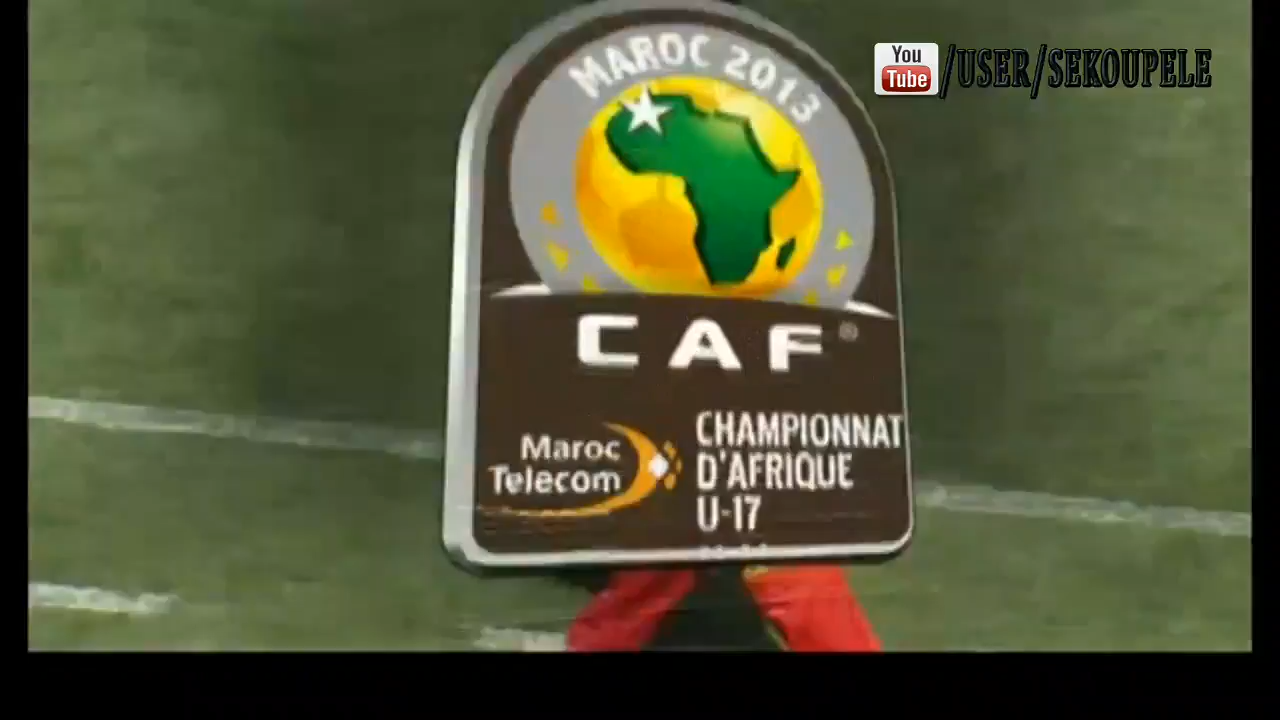 You
Tube /USER/SEKOUPELE
MAROC 2013
CAF®
Maroc
Telecom
CHAMPIONNAT
D'AFRIQUE
U-17